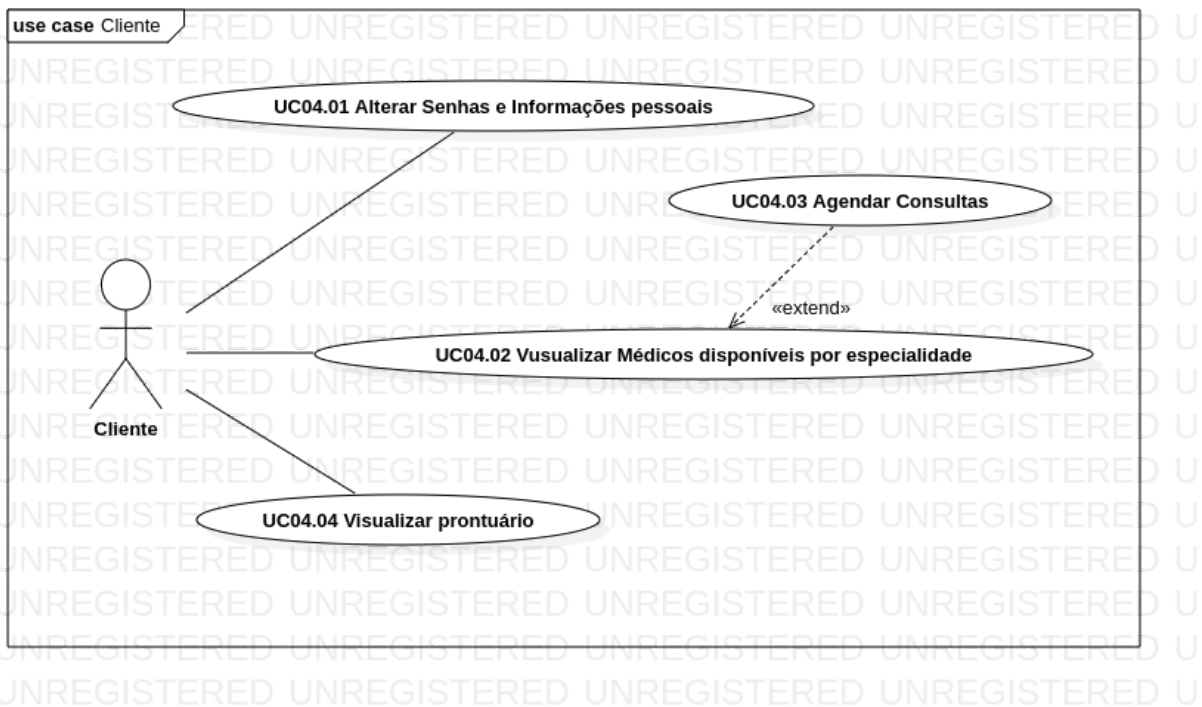 use case Cliente
UC04.01 Alterar Senhas e Informações pessoais
UC04.03 Agendar Consultas
«extend»
UC04.02 Vusualizar Médicos disponíveis por especialidade
Cliente
UC04.04 Visualizar prontuário
UNREGISTERED